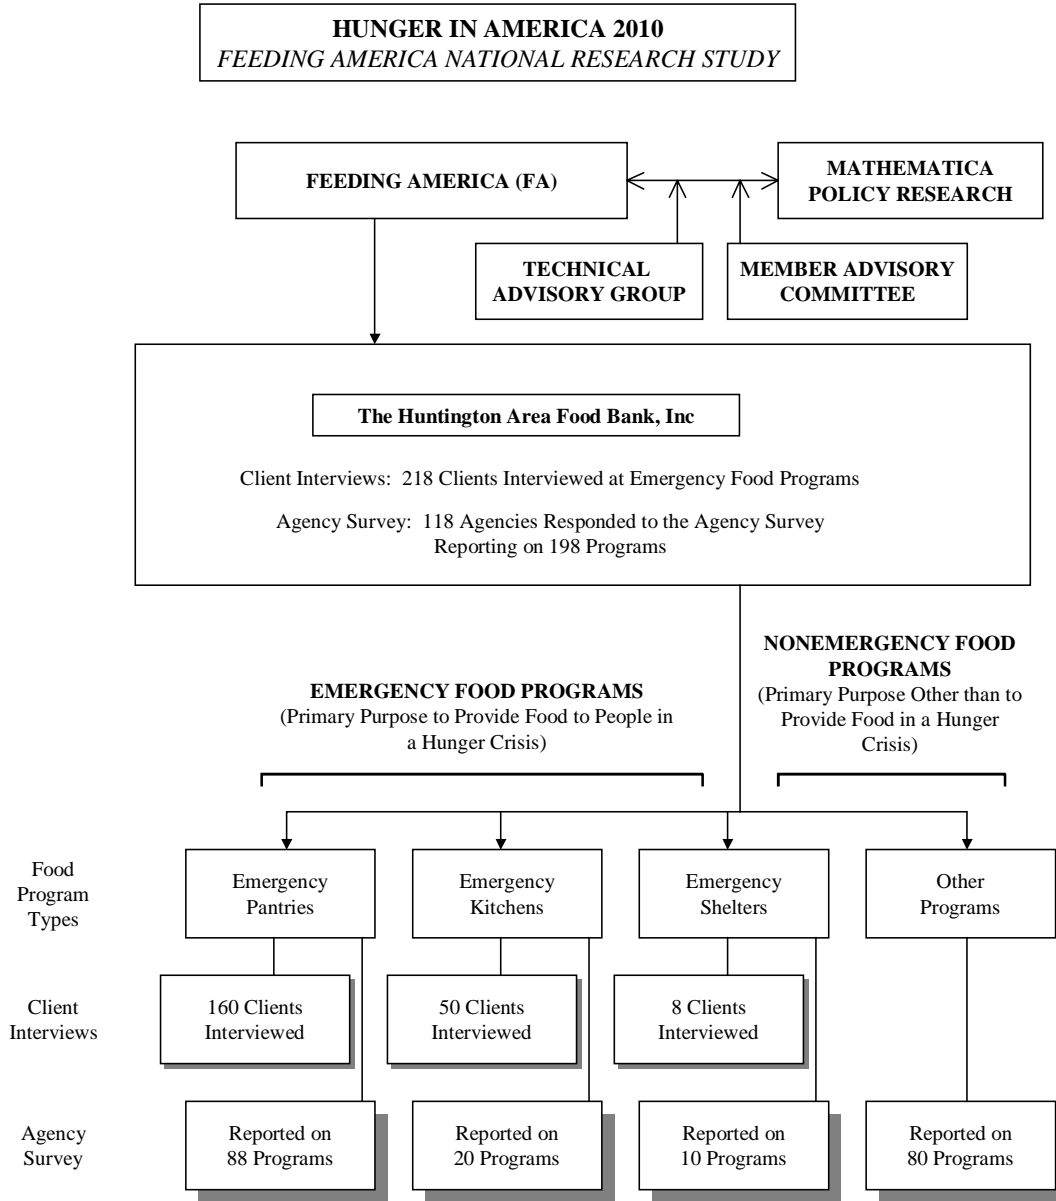 HUNGER IN AMERICA 2010
FEEDING AMERICA NATIONAL RESEARCH STUDY
FEEDING AMERICA (FA)
MATHEMATICA
POLICY RESEARCH
TECHNICAL
ADVISORY GROUP
MEMBER ADVISORY
COMMITTEE
The Huntington Area Food Bank, Inc
Client Interviews: 218 Clients Interviewed at Emergency Food Programs
Agency Survey: 118 Agencies Responded to the Agency Survey
Reporting on 198 Programs
EMERGENCY FOOD PROGRAMS
(Primary Purpose to Provide Food to People in
a Hunger Crisis)
NONEMERGENCY FOOD
PROGRAMS
(Primary Purpose Other than to
Provide Food in a Hunger
Crisis)
Food
Program
Types
Emergency
Pantries
Emergency
Kitchens
Emergency
Shelters
Other
Programs
Client
Interviews
160 Clients
Interviewed
50 Clients
Interviewed
8 Clients
Interviewed
Agency
Survey
Reported on
88 Programs
Reported on
20 Programs
Reported on
10 Programs
Reported on
80 Programs